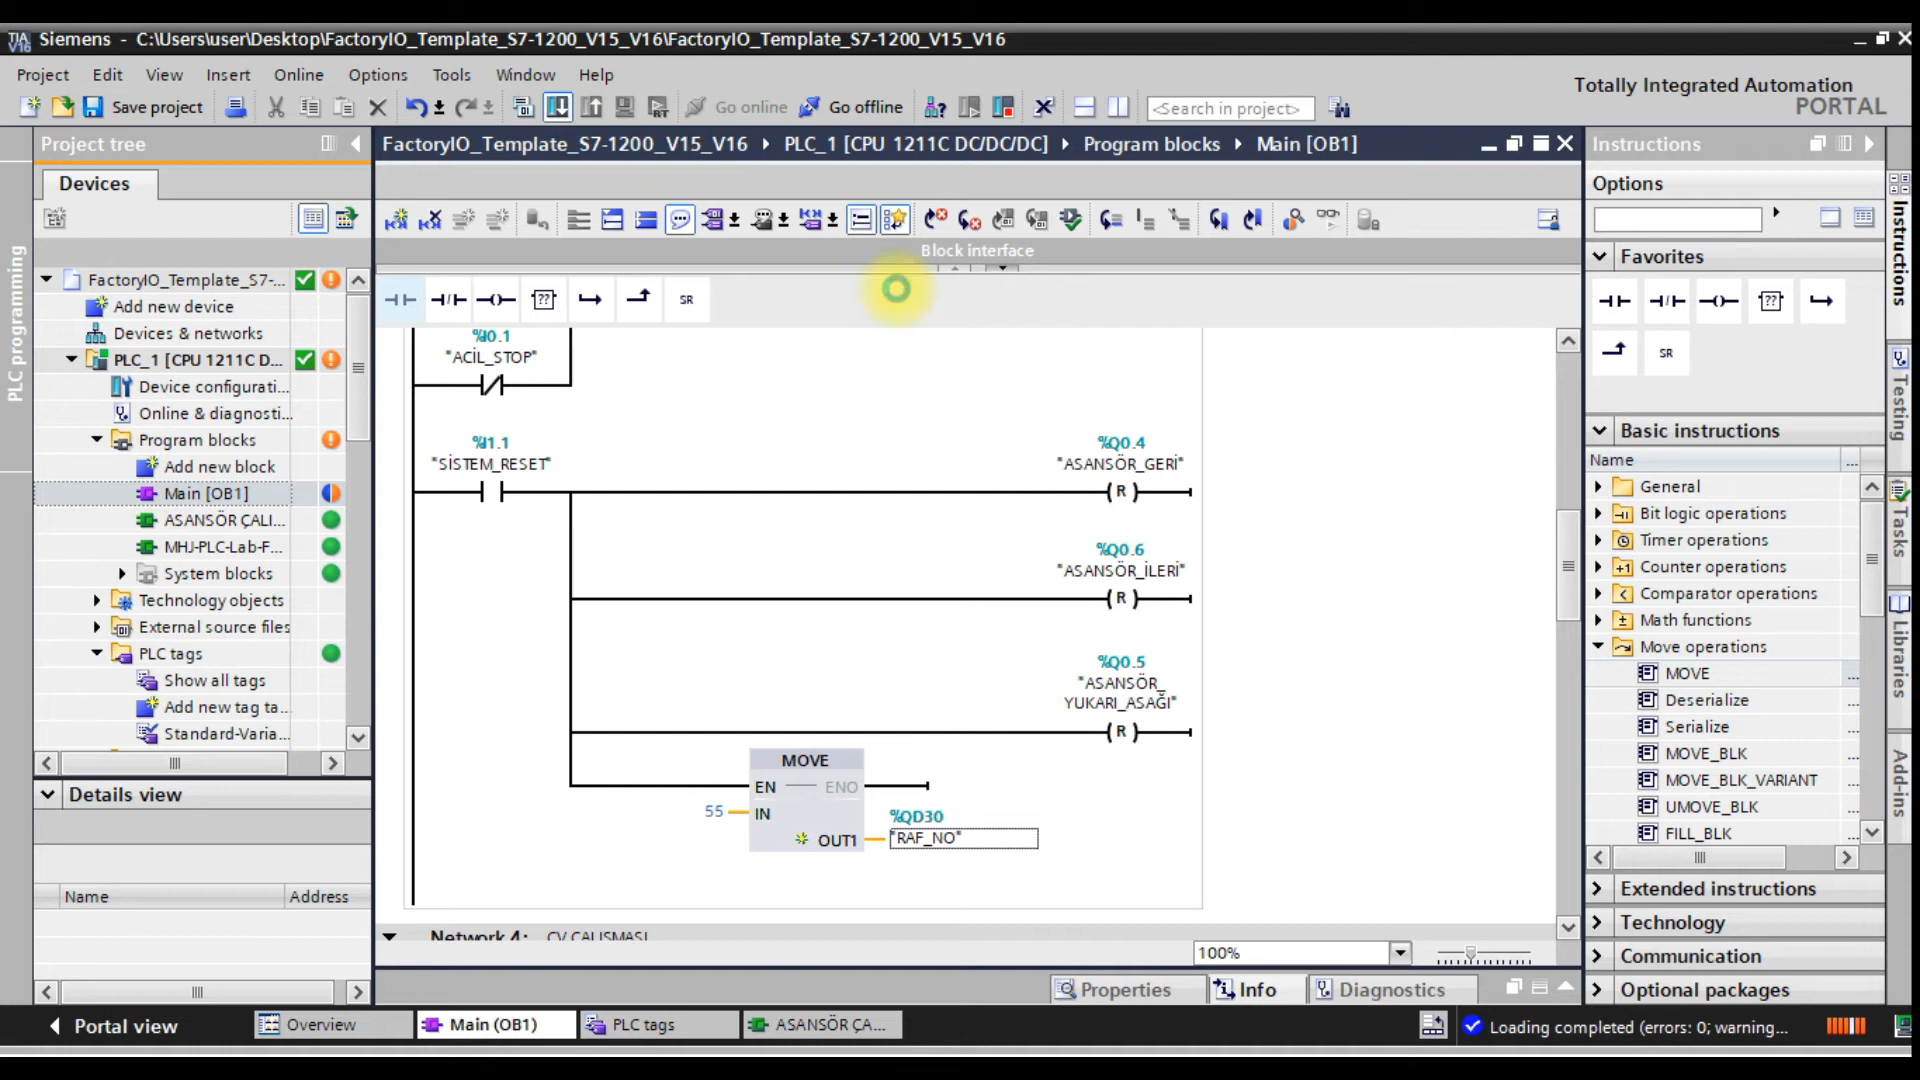 TIA V16 Siemens - C:\Users\user\Desktop\FactoryIO_Template_S7-1200_V15_V16\FactoryIO_Template_S7-1200_V15_V16
Project Edit View Insert Online Options Tools Window Help
Totally Integrated Automation
PORTAL
Save project Go online Go offline <Search in project>
Project tree
FactoryIO_Template_S7-1200_V15_V16 PLC_1 [CPU 1211C DC/DC/DC] Program blocks Main [OB1]
Instructions
Devices
Options
PLC programming
Block interface
FactoryIO_Template_S7-...
Add new device
Devices & networks
PLC_1 [CPU 1211C D...
Device configurati...
Online & diagnosti...
Program blocks
Add new block
Main [OB1]
ASANSÖR ÇALI...
MHJ-PLC-Lab-F...
System blocks
Technology objects
External source files
PLC tags
Show all tags
Add new tag ta...
Standard-Varia...
Details view
Name Address
SR
%I0.1
"ACİL_STOP"
%I1.1
"SİSTEM_RESET"
%Q0.4
"ASANSÖR_GERİ"
R
%Q0.6
"ASANSÖR_İLERİ"
R
%Q0.5
"ASANSÖR_
YUKARI_ASAĞI"
R
MOVE
EN ENO
55 IN
%QD30
OUT1 "RAF_NO"
Network 4: CV ÇALIŞMASI
100%
Properties Info Diagnostics
Favorites
??
SR
Basic instructions
Name ...
General
Bit logic operations
Timer operations
Counter operations
Comparator operations
Math functions
Move operations
MOVE ...
Deserialize ...
Serialize ...
MOVE_BLK ...
MOVE_BLK_VARIANT ...
UMOVE_BLK ...
FILL_BLK ...
Extended instructions
Technology
Communication
Optional packages
Instructions
Testing
Tasks
Libraries
Add-ins
Portal view Overview Main (OB1) PLC tags ASANSÖR ÇA... Loading completed (errors: 0; warning...